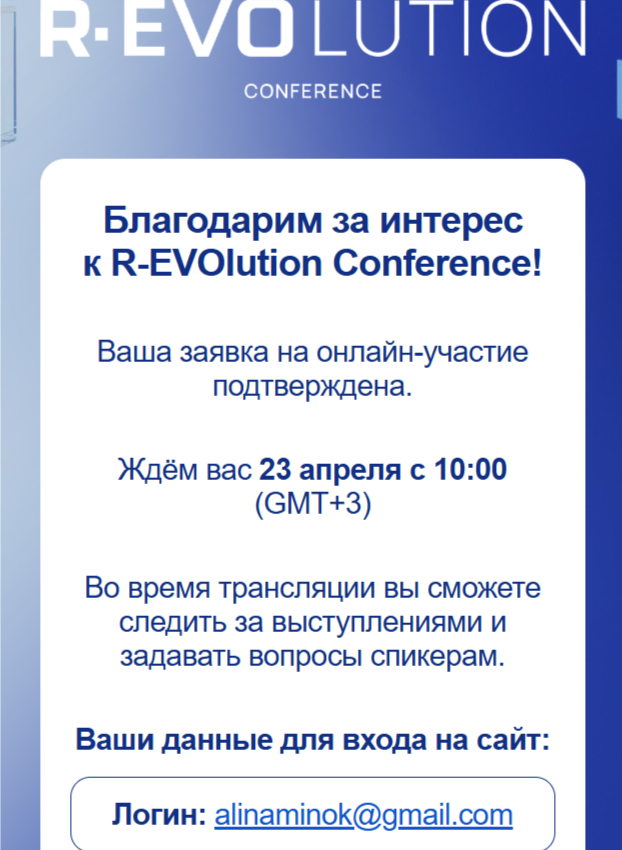 R·EVOLUTION
CONFERENCE
Благодарим за интерес
к R-EVOlution Conference!
Ваша заявка на онлайн-участие
подтверждена.
Ждём вас 23 апреля с 10:00
(GMT+3)
Во время трансляции вы сможете
следить за выступлениями и
задавать вопросы спикерам.
Ваши данные для входа на сайт:
Логин: alinaminok@gmail.com